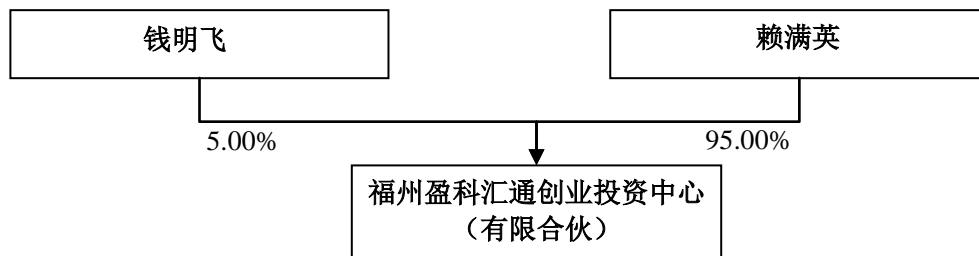 钱明飞
赖满英
5.00%
95.00%
福州盈科汇通创业投资中心
（有限合伙）